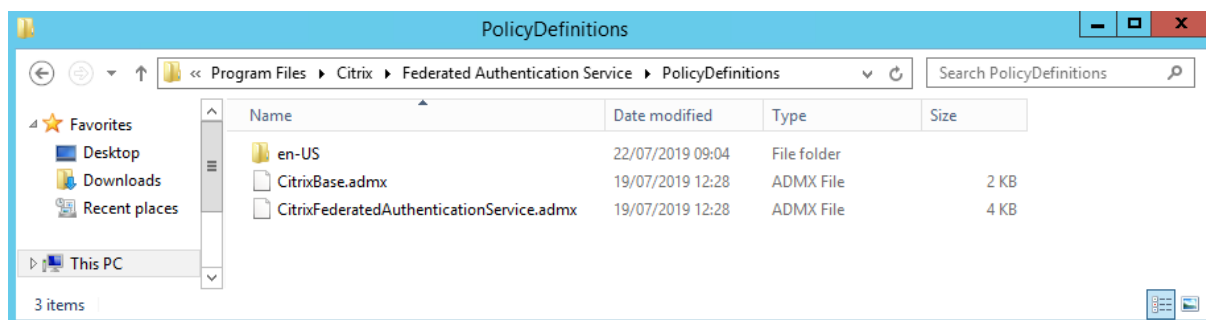 PolicyDefinitions
« Program Files Citrix Federated Authentication Service PolicyDefinitions Search PolicyDefinitions
Name Date modified Type Size
Favorites
Desktop
Downloads
Recent places
This PC
en-US 22/07/2019 09:04 File folder
CitrixBase.admx 19/07/2019 12:28 ADMX File 2 KB
CitrixFederatedAuthenticationService.admx 19/07/2019 12:28 ADMX File 4 KB
3 items